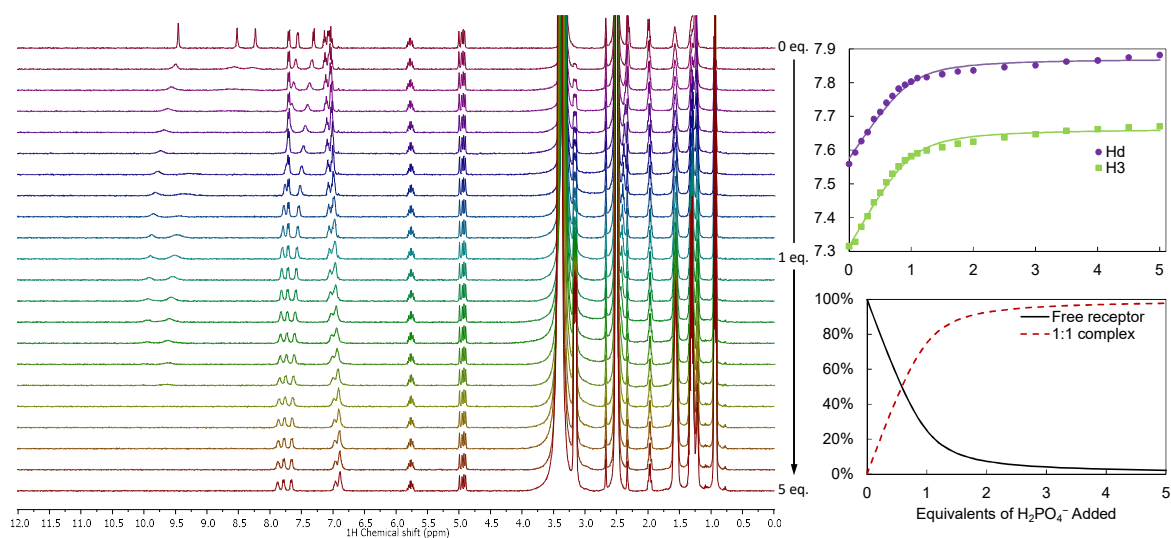 0 eq.
1 eq.
5 eq.
12.0 11.5 11.0 10.5 10.0 9.5 9.0 8.5 8.0 7.5 7.0 6.5 6.0 5.5 5.0 4.5 4.0 3.5 3.0 2.5 2.0 1.5 1.0 0.5 0.0
1H Chemical shift (ppm)
7.9
7.8
7.7
7.6
7.5
7.4
7.3
Hd
H3
0 1 2 3 4 5
100%
80%
60%
40%
20%
0%
Free receptor
1:1 complex
0 1 2 3 4 5
Equivalents of H₂PO₄⁻ Added